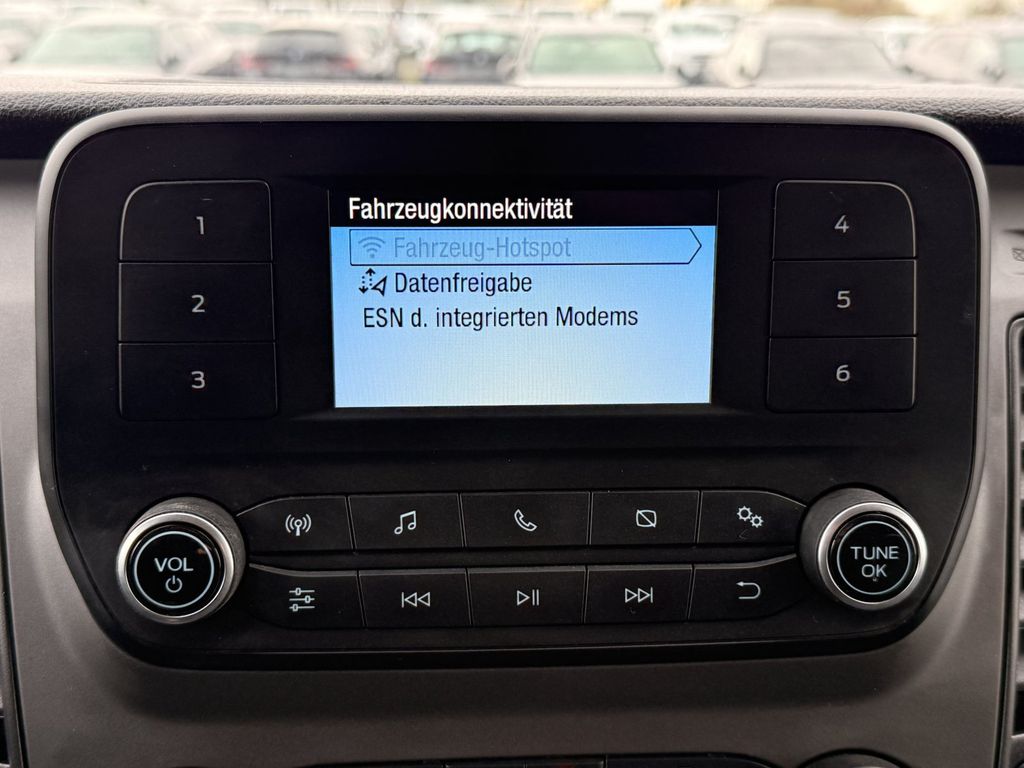 Fahrzeugkonnektivität
Fahrzeug-Hotspot
Datenfreigabe
ESN d. integrierten Modems
1
2
3
4
5
6
VOL
TUNE
OK